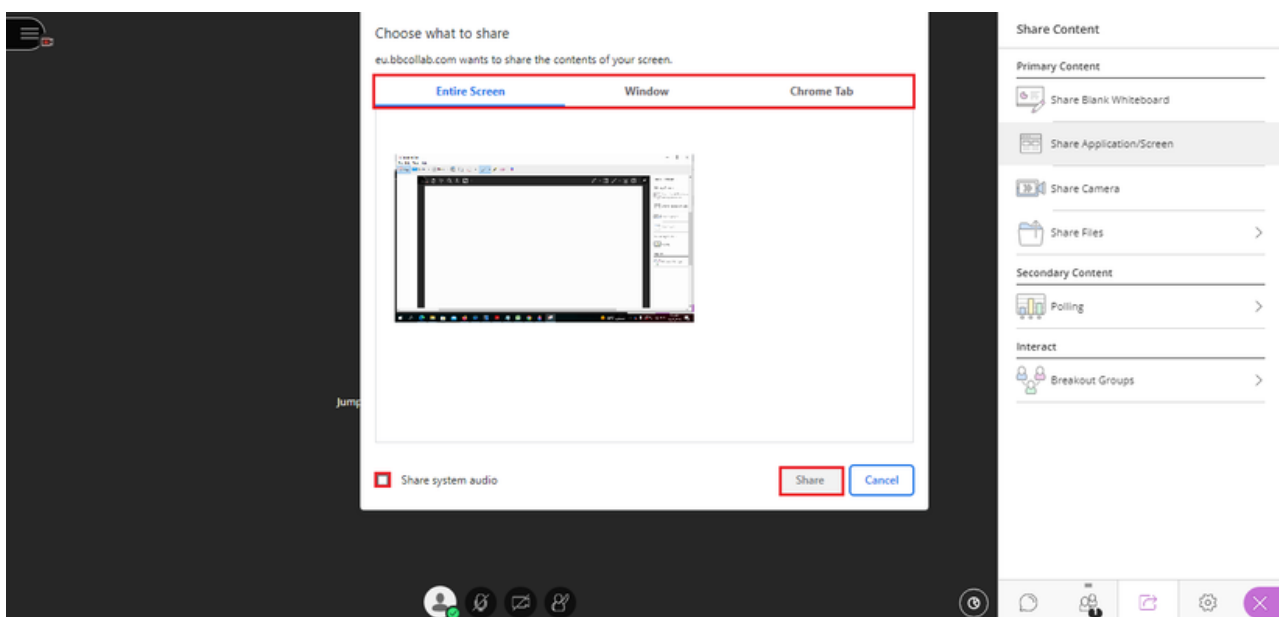 Choose what to share
eu.bbcollab.com wants to share the contents of your screen.
Entire Screen Window Chrome Tab
Jump
Share system audio
Share Cancel
Share Content
Primary Content
Share Blank Whiteboard
Share Application/Screen
Share Camera
Share Files
Secondary Content
Polling
Interact
Breakout Groups
1